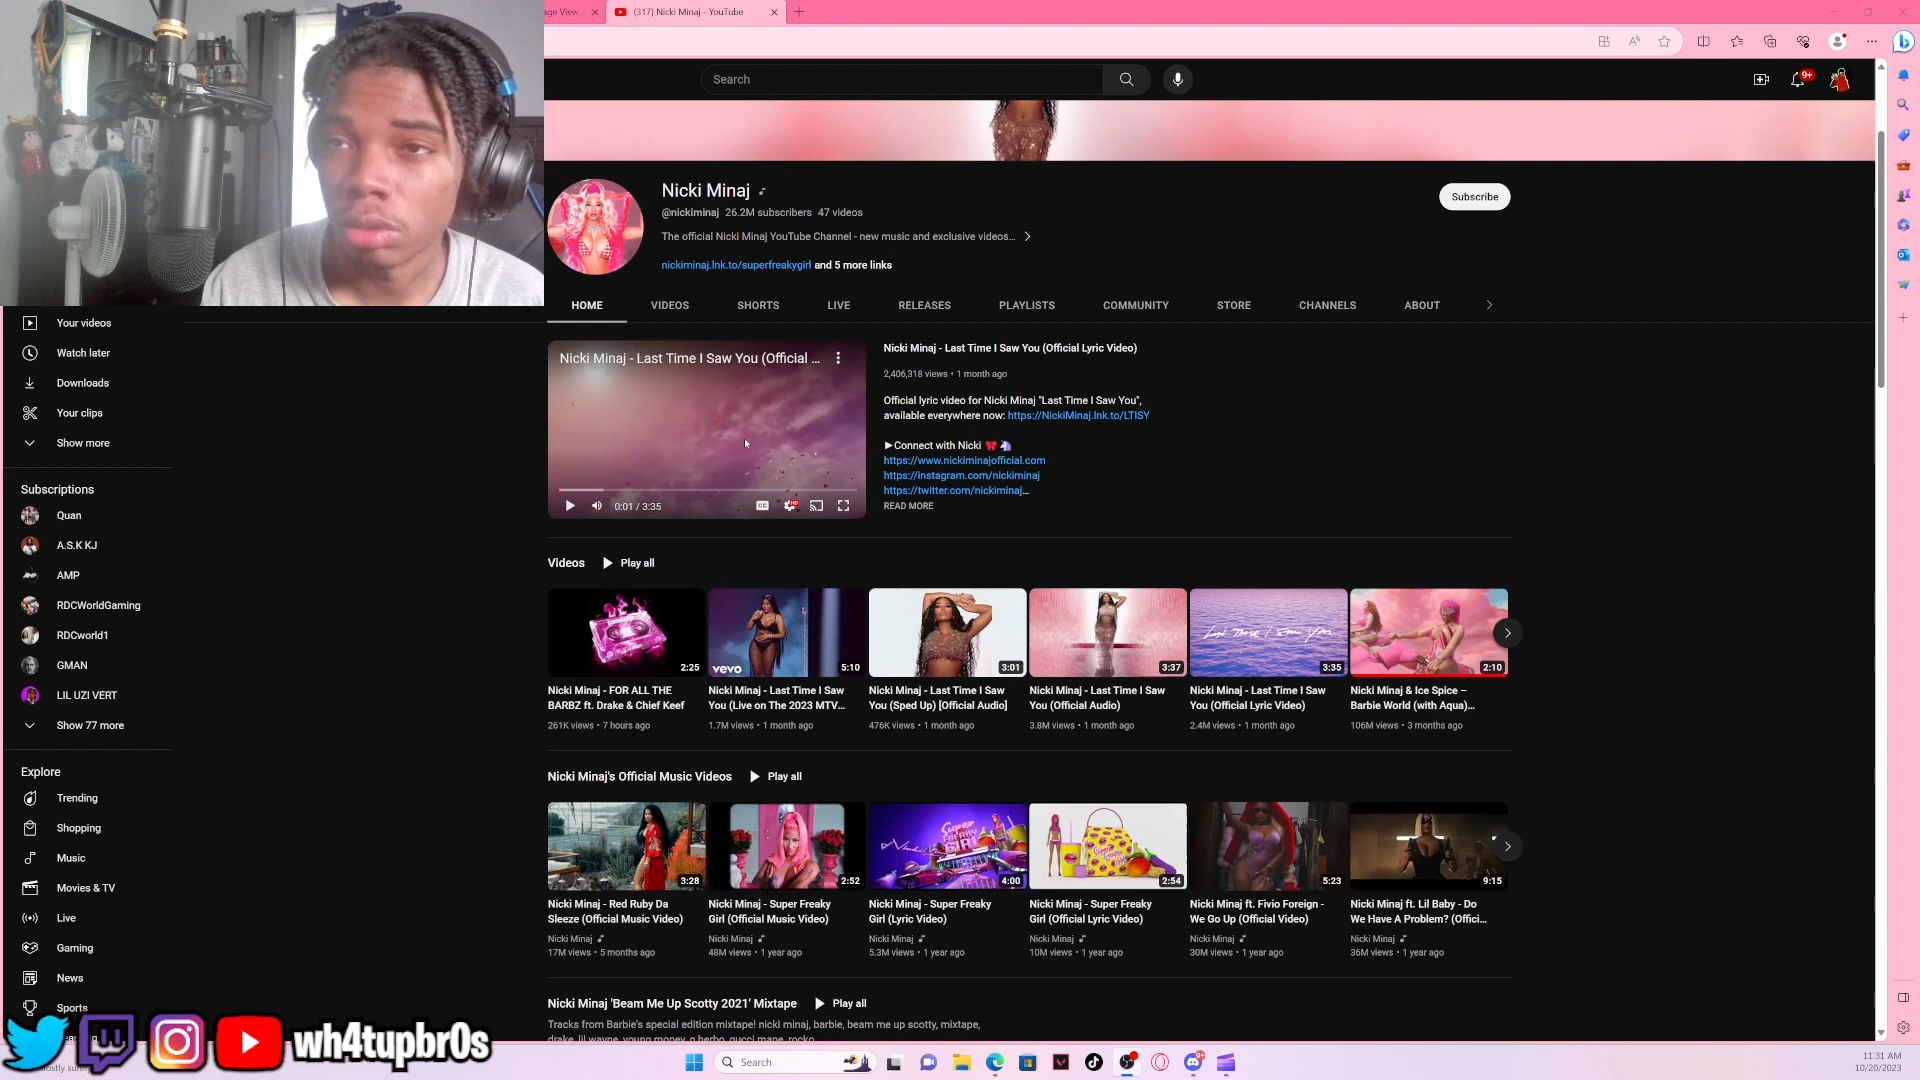 age View
(317) Nicki Minaj - YouTube
Search
9+
Nicki Minaj
@nickiminaj 26.2M subscribers 47 videos
Subscribe
The official Nicki Minaj YouTube Channel - new music and exclusive videos...
nickiminaj.lnk.to/superfreakygirl and 5 more links
HOME VIDEOS SHORTS LIVE RELEASES PLAYLISTS COMMUNITY STORE CHANNELS ABOUT
Your videos
Watch later
Downloads
Your clips
Show more
Subscriptions
Quan
A.S.K KJ
AMP
RDCWorldGaming
RDCworld1
GMAN
LIL UZI VERT
Show 77 more
Explore
Trending
Shopping
Music
Movies & TV
Live
Gaming
News
Sports
Nicki Minaj - Last Time I Saw You (Official ...
0:01 / 3:35
Nicki Minaj - Last Time I Saw You (Official Lyric Video)
2,406,318 views • 1 month ago
Official lyric video for Nicki Minaj "Last Time I Saw You",
available everywhere now: https://NickiMinaj.lnk.to/LTISY
►Connect with Nicki 🎀 🦄
https://www.nickiminajofficial.com
https://instagram.com/nickiminaj
https://twitter.com/nickiminaj...
READ MORE
Videos Play all
2:25
vevo 5:10
3:01
3:37
Last Time I Saw You 3:35
2:10
Nicki Minaj - FOR ALL THE
BARBZ ft. Drake & Chief Keef
261K views • 7 hours ago
Nicki Minaj - Last Time I Saw
You (Live on The 2023 MTV...
1.7M views • 1 month ago
Nicki Minaj - Last Time I Saw
You (Sped Up) [Official Audio]
476K views • 1 month ago
Nicki Minaj - Last Time I Saw
You (Official Audio)
3.8M views • 1 month ago
Nicki Minaj - Last Time I Saw
You (Official Lyric Video)
2.4M views • 1 month ago
Nicki Minaj & Ice Spice –
Barbie World (with Aqua)...
106M views • 3 months ago
Nicki Minaj's Official Music Videos Play all
3:28
2:52
Super FREAKY GIRL 4:00
2:54
5:23
9:15
Nicki Minaj - Red Ruby Da
Sleeze (Official Music Video)
Nicki Minaj
17M views • 5 months ago
Nicki Minaj - Super Freaky
Girl (Official Music Video)
Nicki Minaj
48M views • 1 year ago
Nicki Minaj - Super Freaky
Girl (Lyric Video)
Nicki Minaj
5.3M views • 1 year ago
Nicki Minaj - Super Freaky
Girl (Official Lyric Video)
Nicki Minaj
10M views • 1 year ago
Nicki Minaj ft. Fivio Foreign -
We Go Up (Official Video)
Nicki Minaj
30M views • 1 year ago
Nicki Minaj ft. Lil Baby - Do
We Have A Problem? (Offici...
Nicki Minaj
36M views • 1 year ago
Nicki Minaj 'Beam Me Up Scotty 2021' Mixtape Play all
Tracks from Barbie's special edition mixtape! nicki minaj, barbie, beam me up scotty, mixtape,
drake, lil wayne, young money, g herbo, gucci mane, rocko
wh4tupbr0s
Search
11:31 AM
10/20/2023